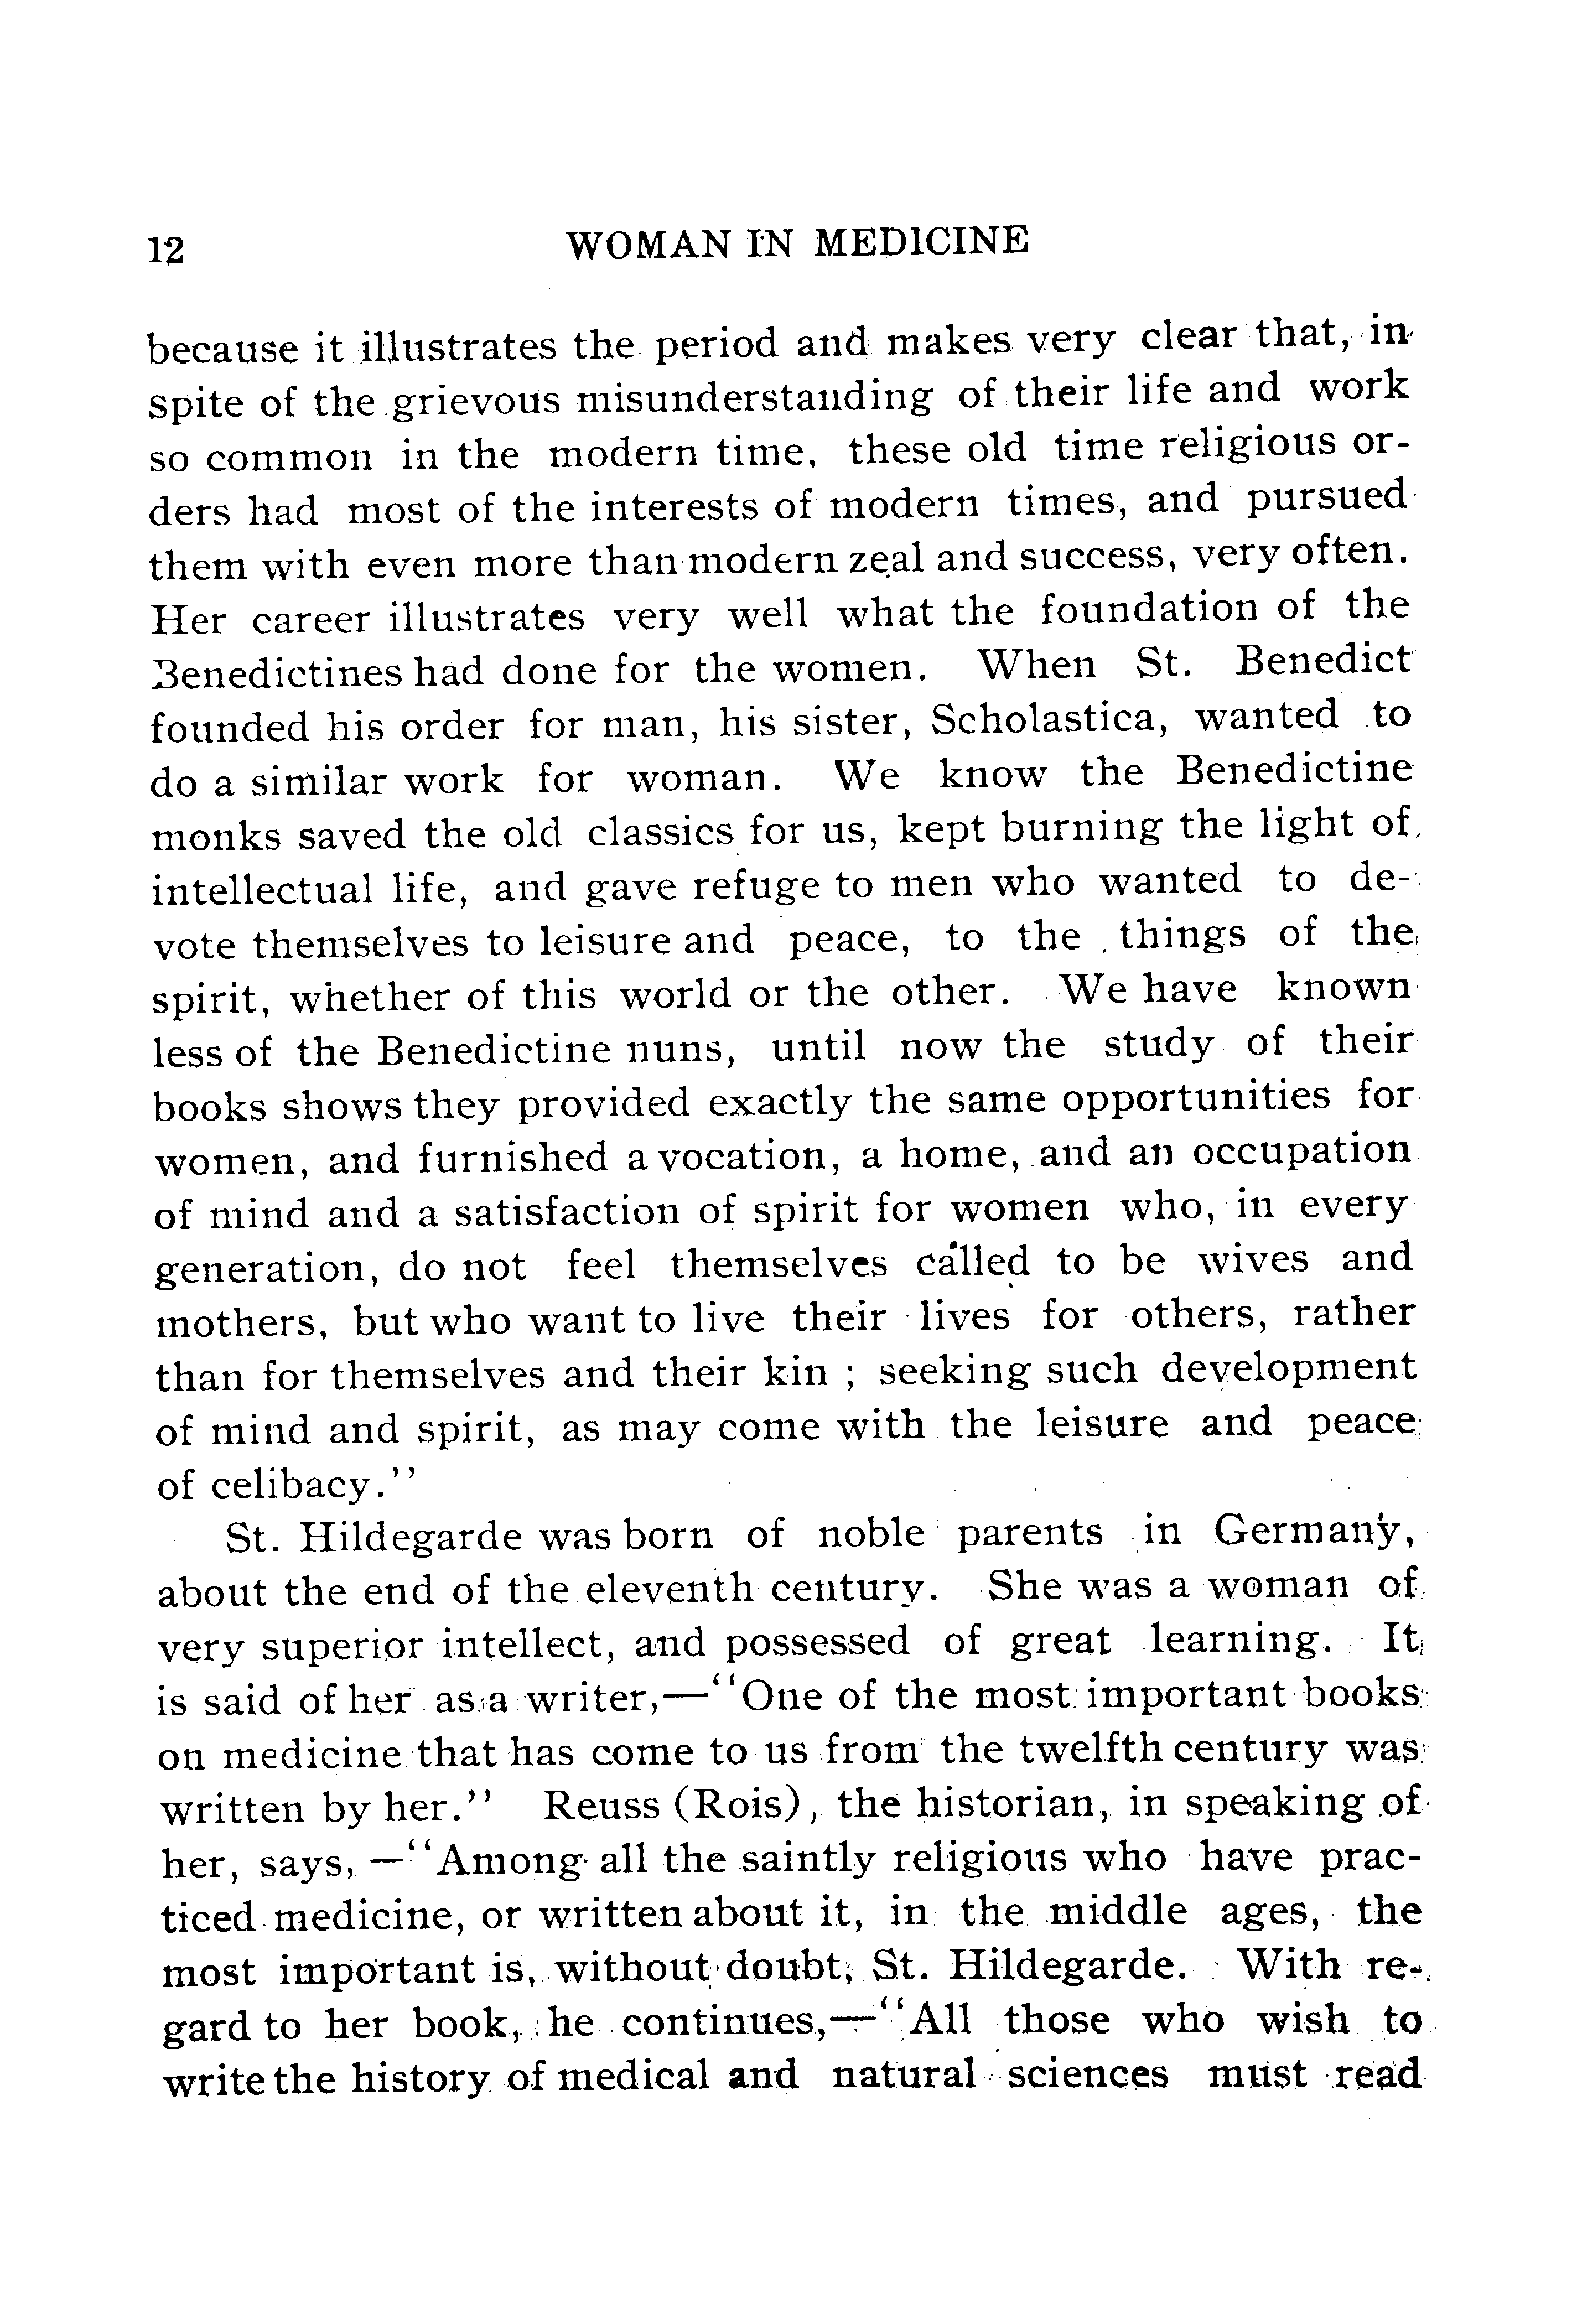 12 WOMAN IN MEDICINE
because it illustrates the period and makes very clear that, in
spite of the grievous misunderstanding of their life and work
so common in the modern time, these old time religious or-
ders had most of the interests of modern times, and pursued
them with even more than modern zeal and success, very often.
Her career illustrates very well what the foundation of the
Benedictines had done for the women. When St. Benedict
founded his order for man, his sister, Scholastica, wanted to
do a similar work for woman. We know the Benedictine
monks saved the old classics for us, kept burning the light of
intellectual life, and gave refuge to men who wanted to de-
vote themselves to leisure and peace, to the things of the
spirit, whether of this world or the other. We have known
less of the Benedictine nuns, until now the study of their
books shows they provided exactly the same opportunities for
women, and furnished a vocation, a home, and an occupation
of mind and a satisfaction of spirit for women who, in every
generation, do not feel themselves called to be wives and
mothers, but who want to live their lives for others, rather
than for themselves and their kin ; seeking such development
of mind and spirit, as may come with the leisure and peace
of celibacy.''
St. Hildegarde was born of noble parents in Germany,
about the end of the eleventh century. She was a woman of
very superior intellect, and possessed of great learning. It
is said of her as a writer,—‘‘One of the most important books
on medicine that has come to us from the twelfth century was
written by her.’’ Reuss (Rois), the historian, in speaking of
her, says, —‘‘Among all the saintly religious who have prac-
ticed medicine, or written about it, in the middle ages, the
most important is, without doubt, St. Hildegarde. With re-
gard to her book, he continues,—‘‘All those who wish to
write the history of medical and natural sciences must read